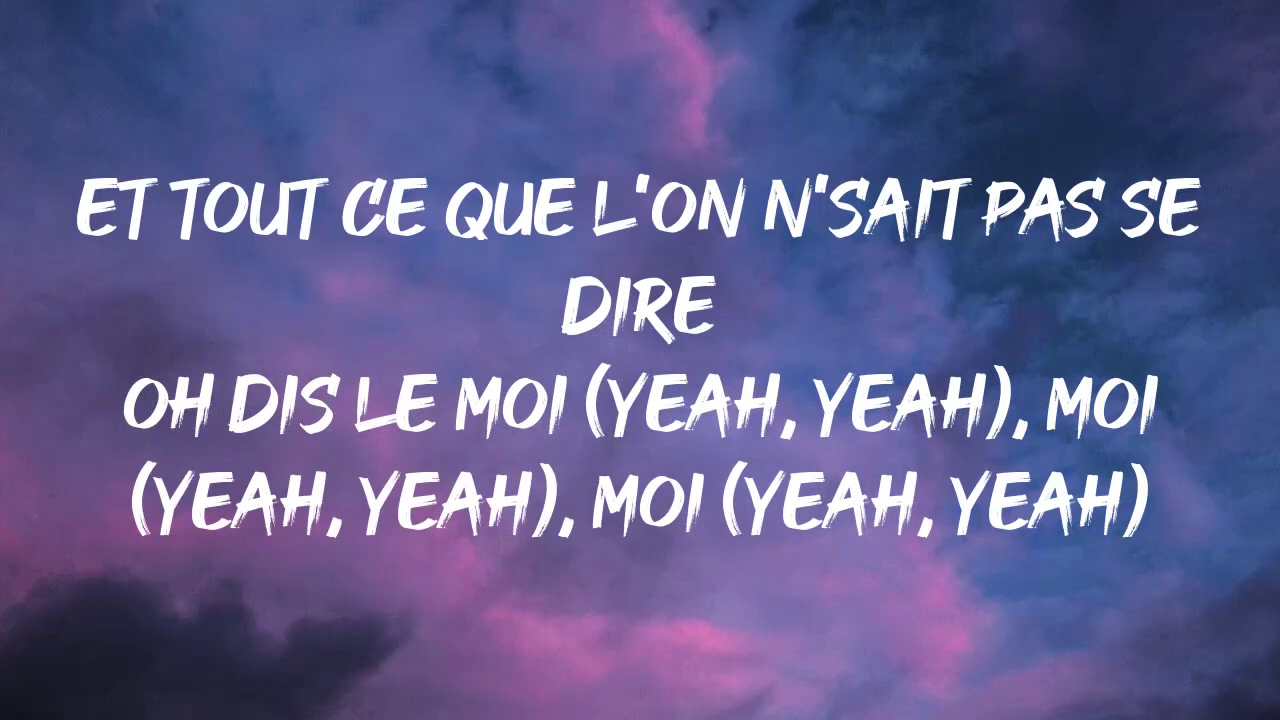 ET TOUT CE QUE L'ON N'SAIT PAS SE
DIRE
OH DIS LE MOI (YEAH, YEAH), MOI
(YEAH, YEAH), MOI (YEAH, YEAH)